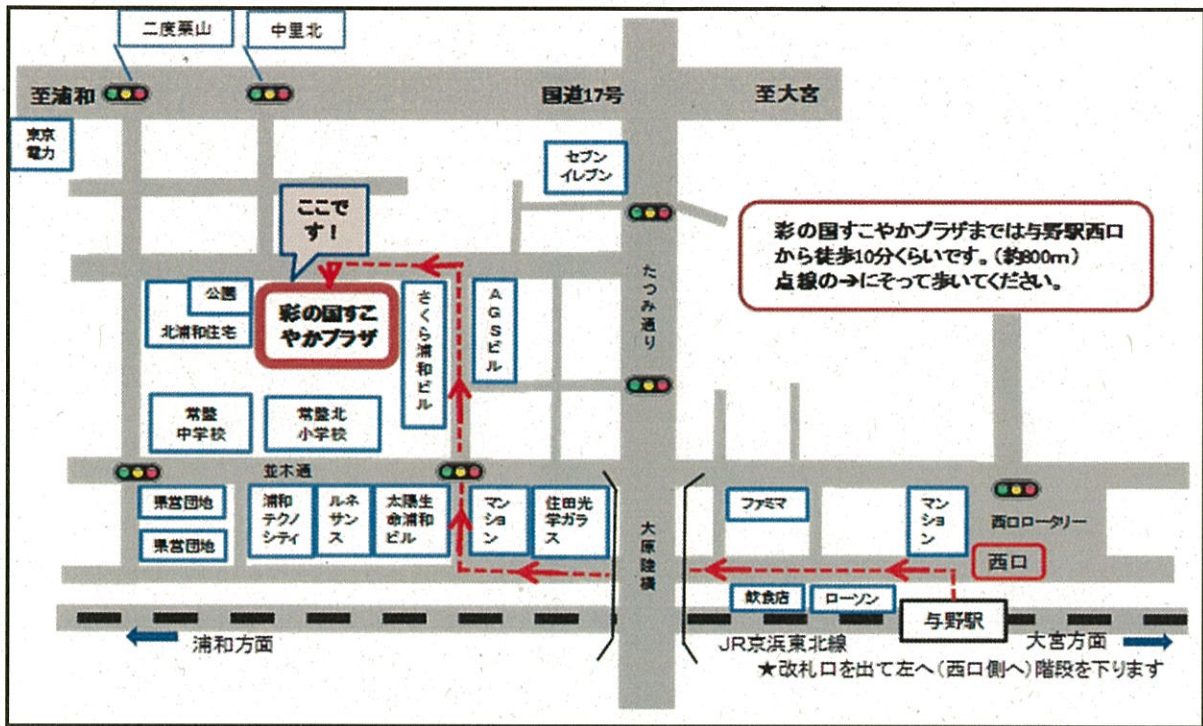 二度栗山
中里北
至浦和
国道17号
至大宮
東京
電力
セブン
イレブン
ここで
す！
彩の国すこやかプラザまでは与野駅西口
から徒歩10分くらいです。（約800m）
点線の→にそって歩いてください。
公園
北浦和住宅
彩の国すこ
やかプラザ
さくら浦和ビル
AGSビル
たつみ通り
常盤
中学校
常盤北
小学校
並木通
県営団地
県営団地
浦和
テクノ
シティ
ルネ
サン
ス
太陽生
命浦和
ビル
マン
ショ
ン
住田光
学ガラ
ス
大原陸橋
ファミマ
マン
ショ
ン
西口ロータリー
西口
飲食店
ローソン
与野駅
浦和方面
JR京浜東北線
大宮方面
★改札口を出て左へ（西口側へ）階段を下ります